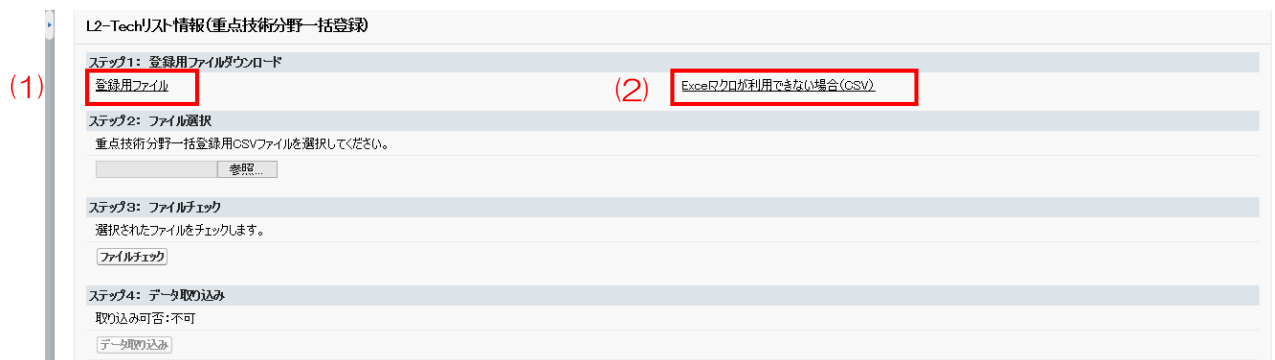 L2-Techリスト情報(重点技術分野一括登録)
ステップ1: 登録用ファイルダウンロード
(1) 登録用ファイル (2) Excelマクロが利用できない場合(CSV)
ステップ2: ファイル選択
重点技術分野一括登録用CSVファイルを選択してください。
参照...
ステップ3: ファイルチェック
選択されたファイルをチェックします。
ファイルチェック
ステップ4: データ取り込み
取り込み可否:不可
データ取り込み